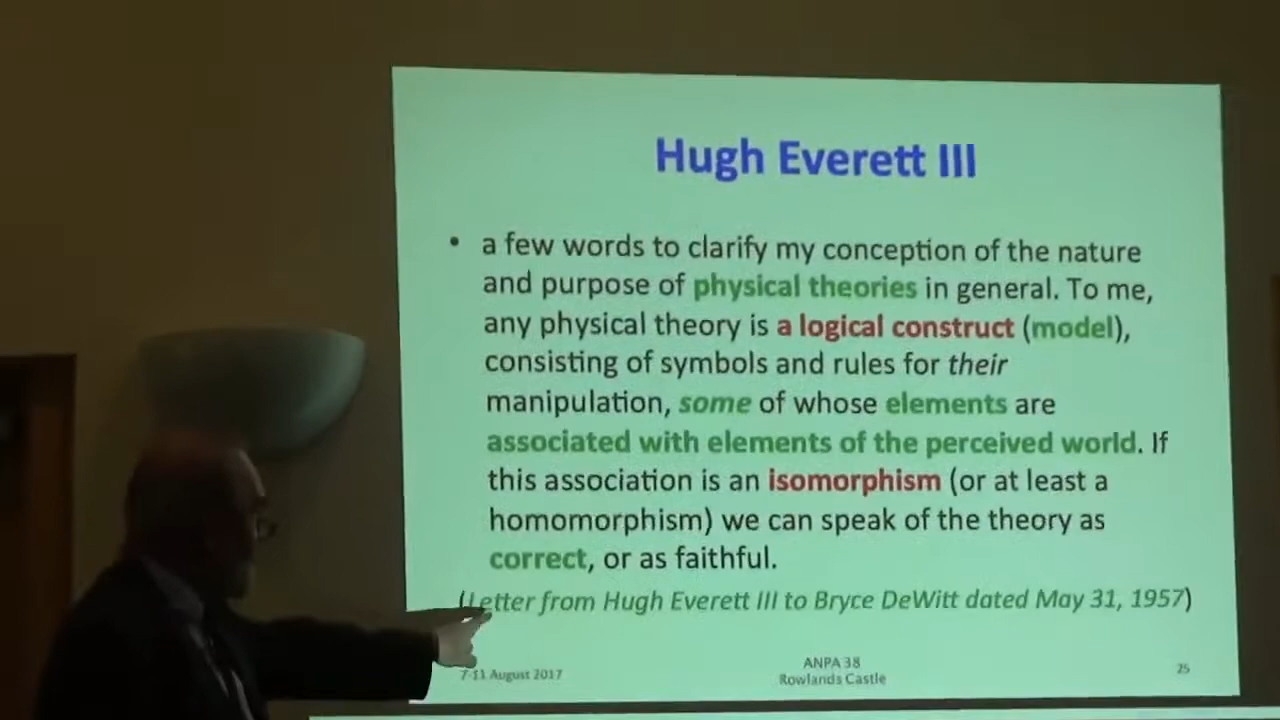 Hugh Everett III
• a few words to clarify my conception of the nature
and purpose of physical theories in general. To me,
any physical theory is a logical construct (model),
consisting of symbols and rules for their
manipulation, some of whose elements are
associated with elements of the perceived world. If
this association is an isomorphism (or at least a
homomorphism) we can speak of the theory as
correct, or as faithful.
(Letter from Hugh Everett III to Bryce DeWitt dated May 31, 1957)
7-11 August 2017
ANPA 38
Rowlands Castle
25